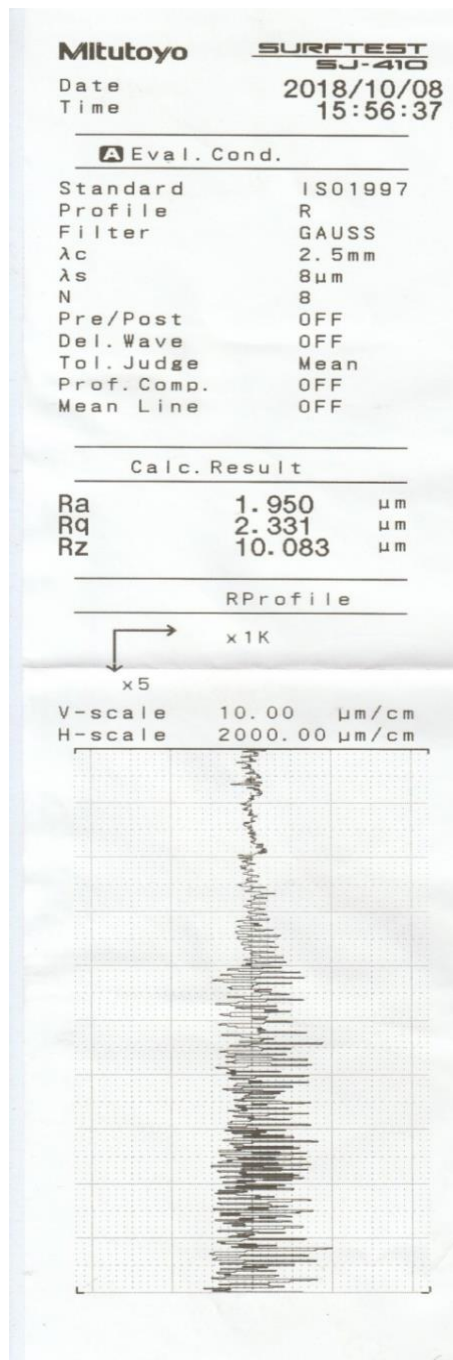 Mitutoyo SURFTEST
SJ-410
Date 2018/10/08
Time 15:56:37
A Eval.Cond.
Standard ISO1997
Profile R
Filter GAUSS
λc 2.5mm
λs 8μm
N 8
Pre/Post OFF
Del.Wave OFF
Tol.Judge Mean
Prof.Comp. OFF
Mean Line OFF
Calc.Result
Ra 1.950 μm
Rq 2.331 μm
Rz 10.083 μm
RProfile
x1K
x5
V-scale 10.00 μm/cm
H-scale 2000.00 μm/cm